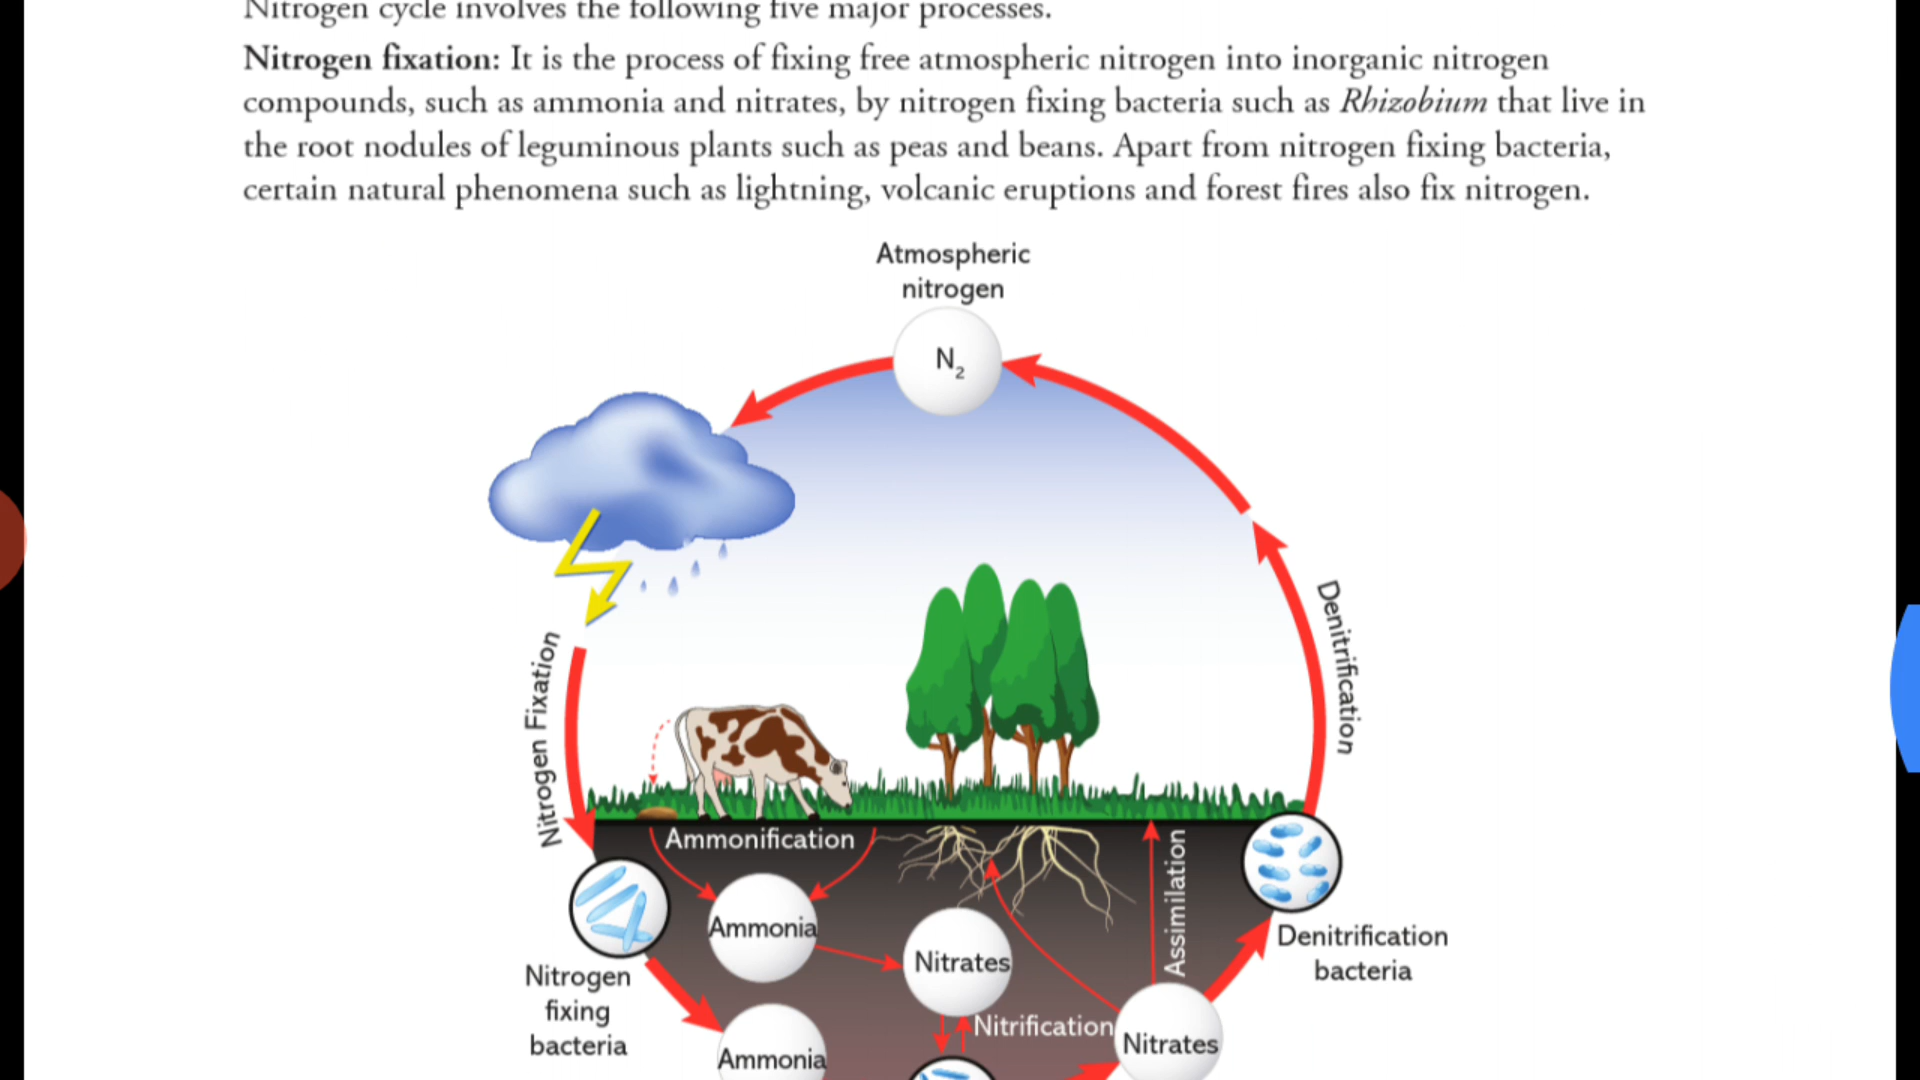 Nitrogen cycle involves the following five major processes.
Nitrogen fixation: It is the process of fixing free atmospheric nitrogen into inorganic nitrogen
compounds, such as ammonia and nitrates, by nitrogen fixing bacteria such as Rhizobium that live in
the root nodules of leguminous plants such as peas and beans. Apart from nitrogen fixing bacteria,
certain natural phenomena such as lightning, volcanic eruptions and forest fires also fix nitrogen.
Atmospheric
nitrogen
N₂
Nitrogen Fixation
Denitrification
Ammonification
Assimilation
Ammonia
Nitrates
Denitrification
bacteria
Nitrogen
fixing
bacteria
Nitrification
Nitrates
Ammonia